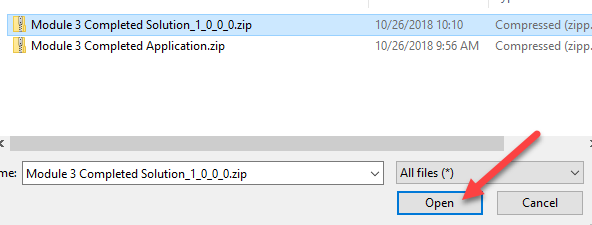 Module 3 Completed Solution_1_0_0_0.zip 10/26/2018 10:10 Compressed (zipp
Module 3 Completed Application.zip 10/26/2018 9:56 AM Compressed (zipp.
me: Module 3 Completed Solution_1_0_0_0.zip All files (*)
Open Cancel